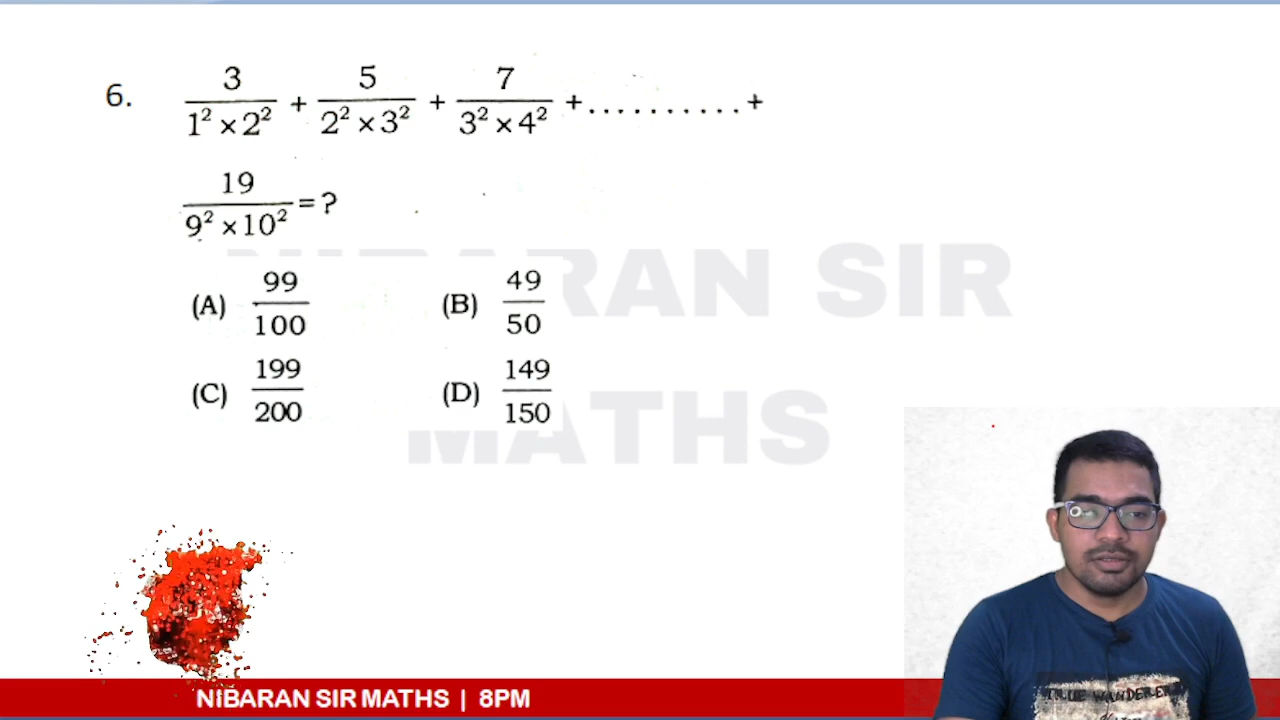 6. 3/(1² × 2²) + 5/(2² × 3²) + 7/(3² × 4²) + .......... +
19/(9² × 10²) = ?
(A) 99/100 (B) 49/50
(C) 199/200 (D) 149/150
NIBARAN SIR
MATHS
NIBARAN SIR MATHS | 8PM